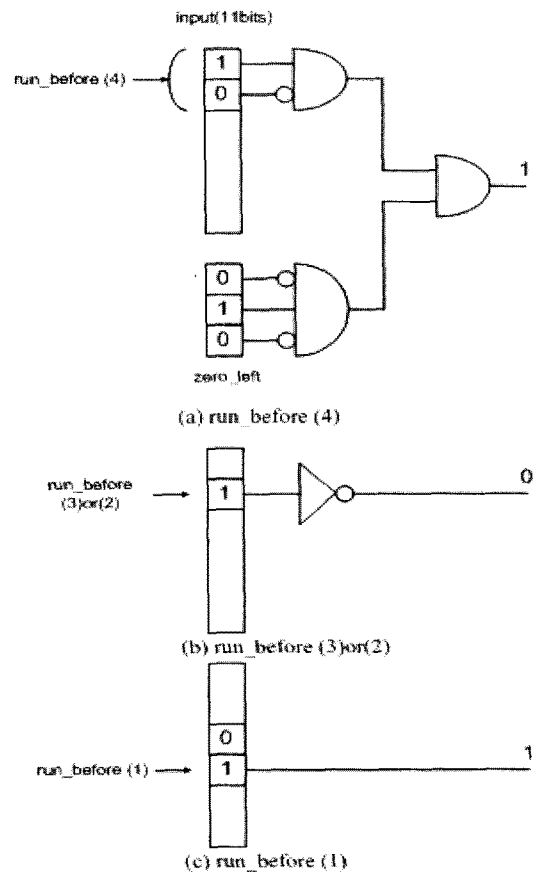 input(11bits)
run_before (4)
1
0
1
0
1
0
zero_left
(a) run_before (4)
run_before
(3)or(2)
1
0
(b) run_before (3)or(2)
0
run_before (1)
1
1
(c) run_before (1)